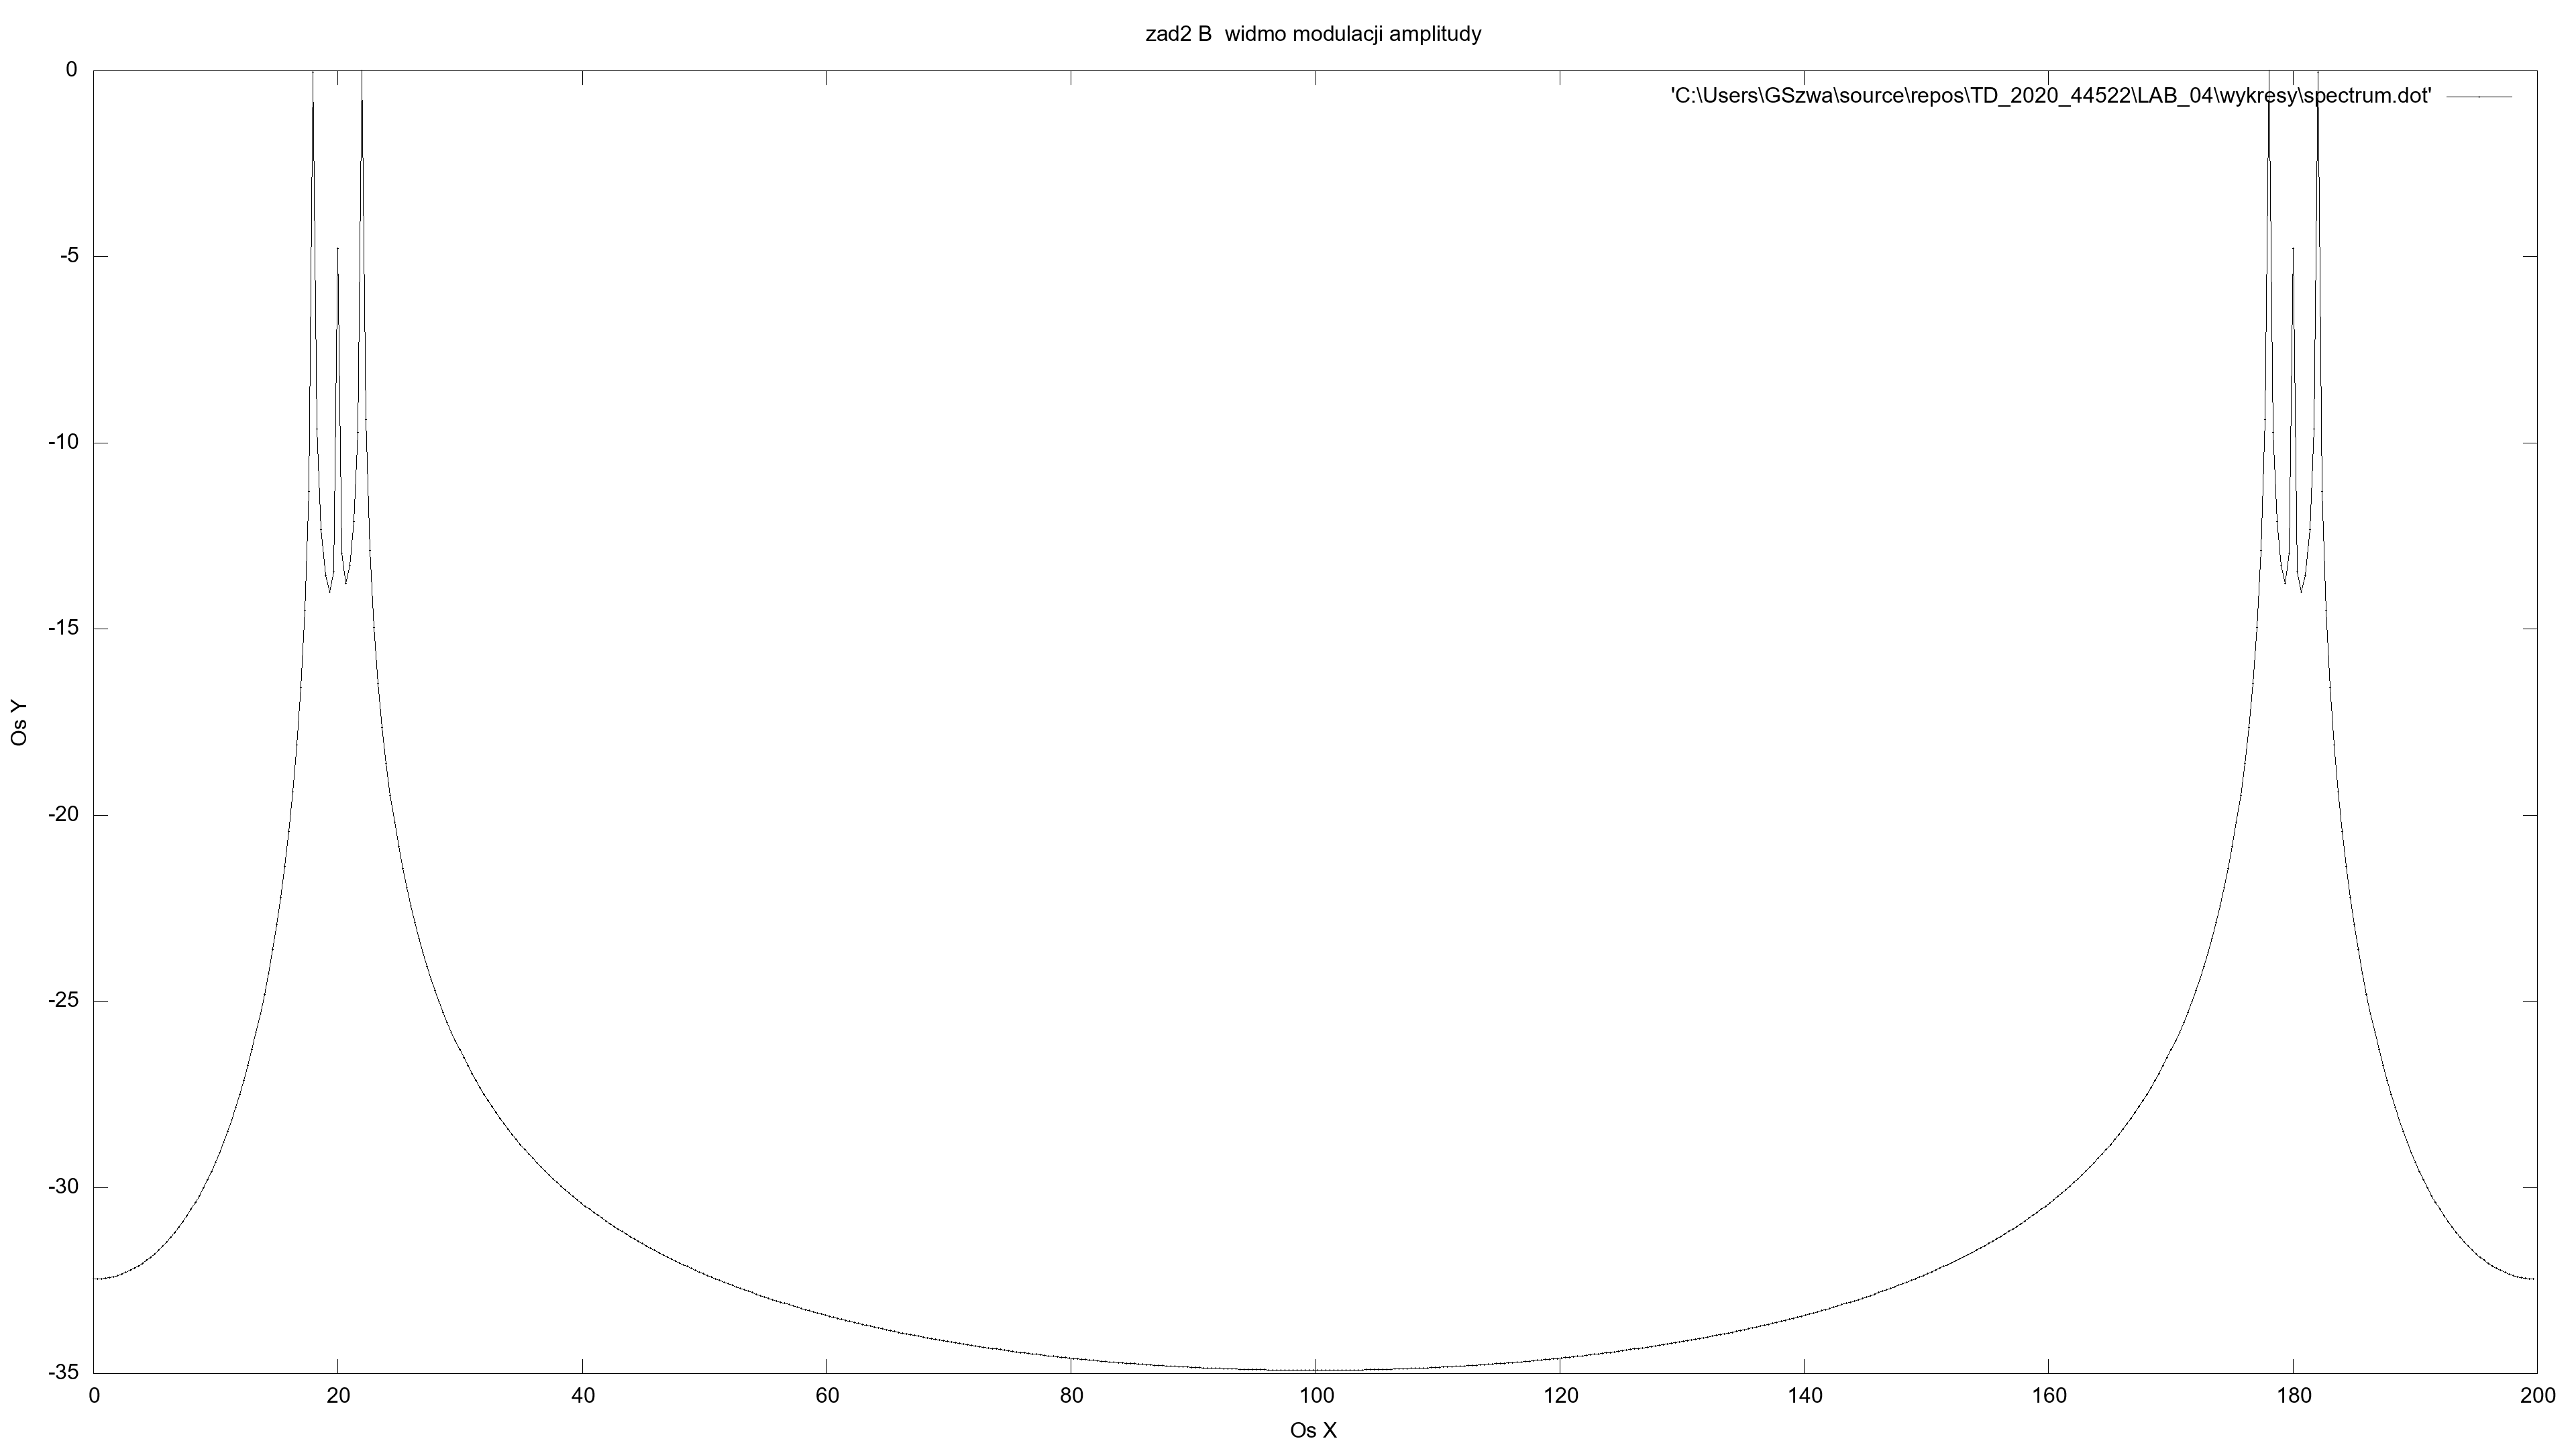 zad2 B  widmo modulacji amplitudy
'C:\Users\GSzwa\source\repos\TD_2020_44522\LAB_04\wykresy\spectrum.dot'
0
-5
-10
-15
-20
-25
-30
-35
Os Y
0 20 40 60 80 100 120 140 160 180 200
Os X